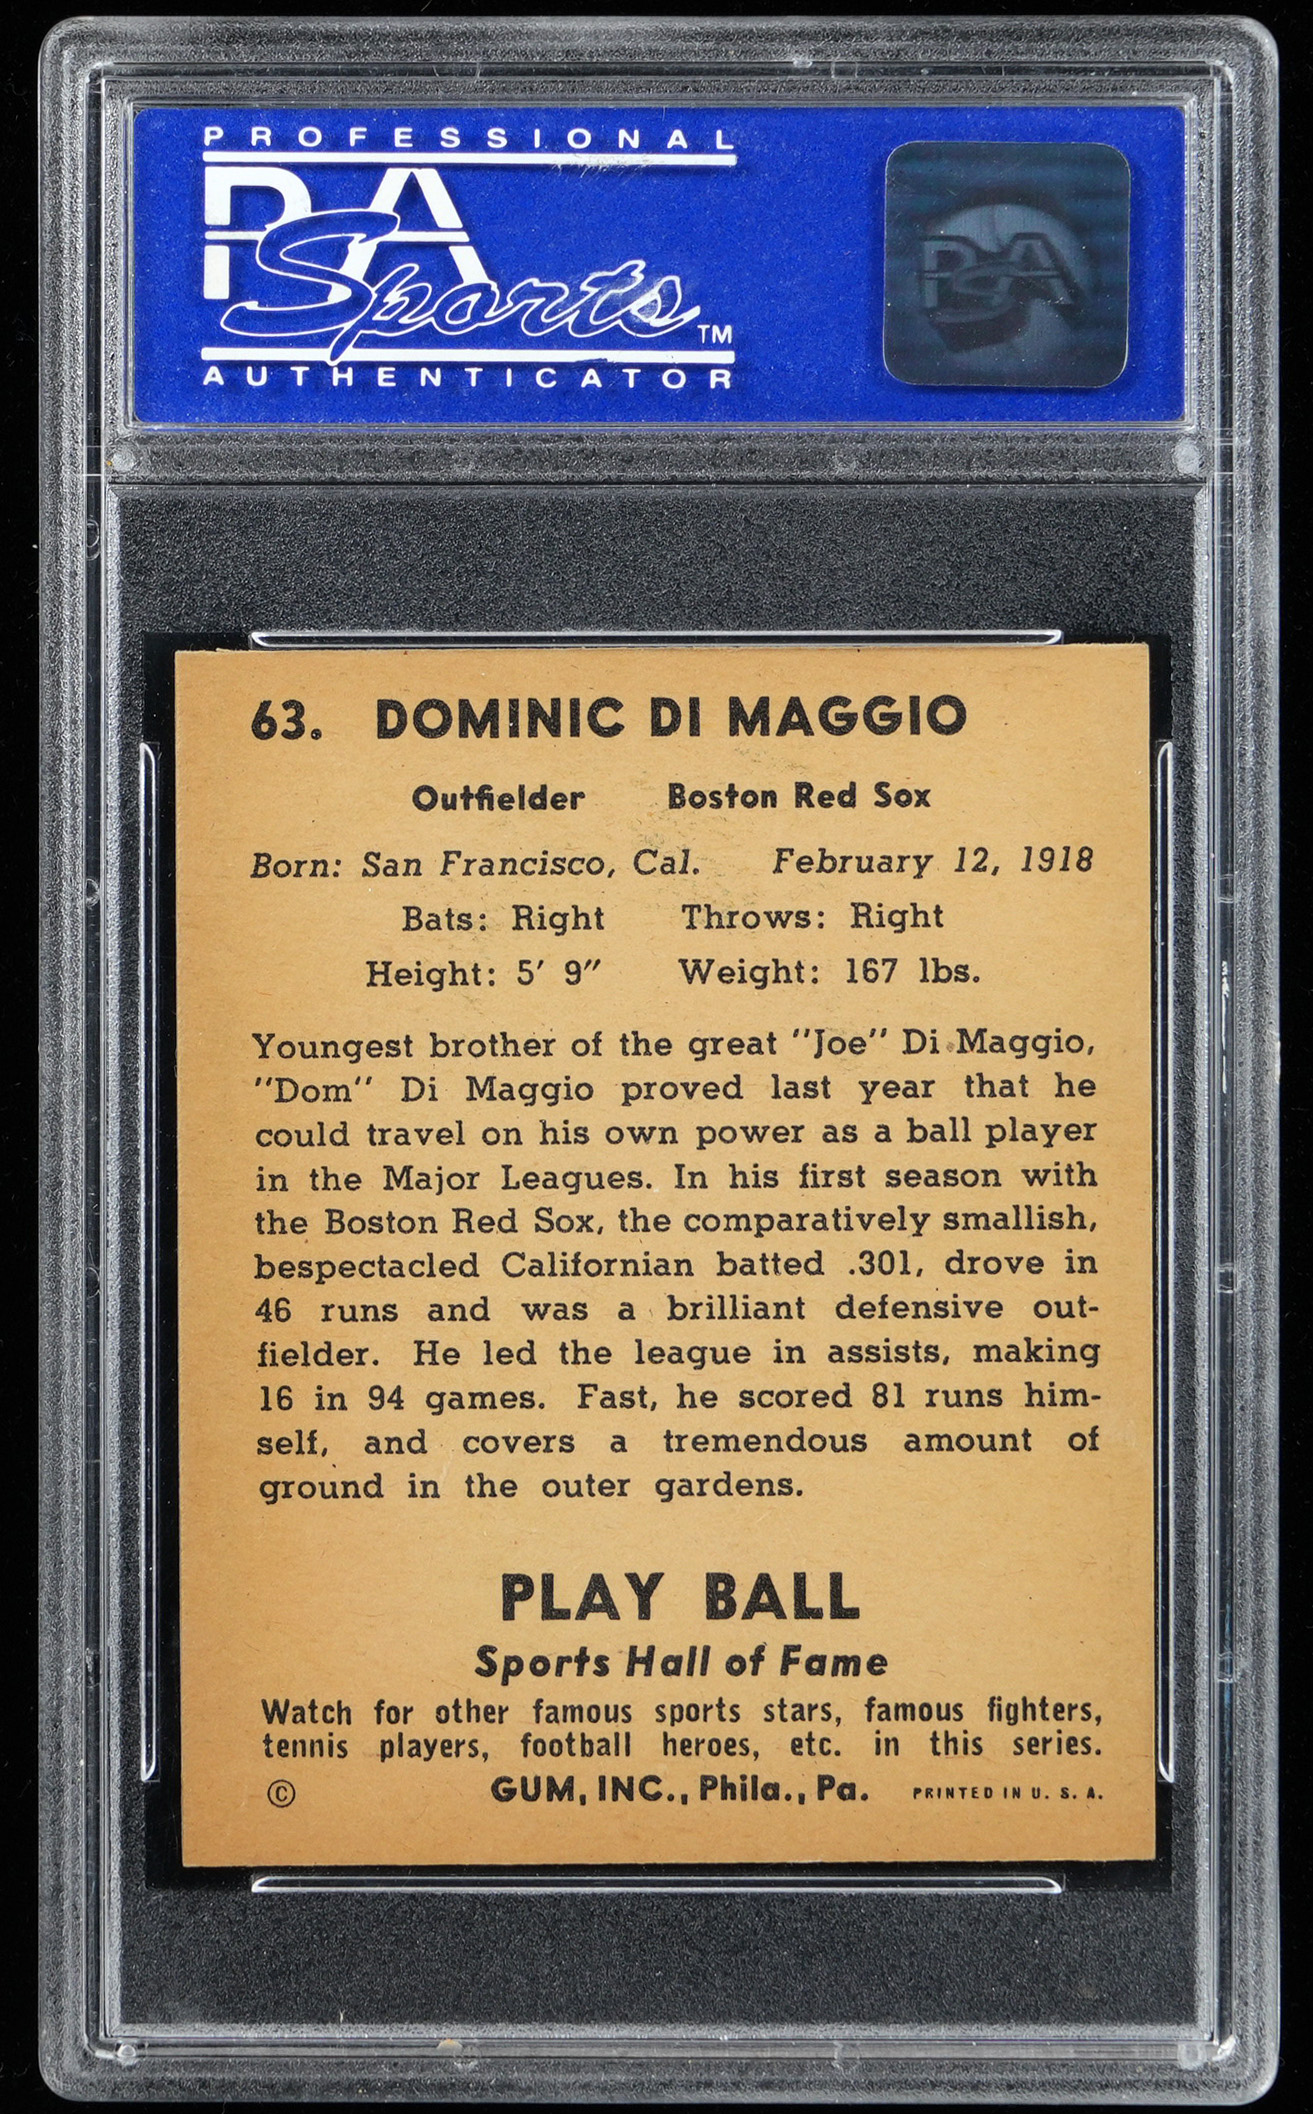 PROFESSIONAL
PSA
Sports TM
AUTHENTICATOR
PSA
63. DOMINIC DI MAGGIO
Outfielder Boston Red Sox
Born: San Francisco, Cal. February 12, 1918
Bats: Right Throws: Right
Height: 5' 9" Weight: 167 lbs.
Youngest brother of the great "Joe" Di Maggio,
"Dom" Di Maggio proved last year that he
could travel on his own power as a ball player
in the Major Leagues. In his first season with
the Boston Red Sox, the comparatively smallish,
bespectacled Californian batted .301, drove in
46 runs and was a brilliant defensive out-
fielder. He led the league in assists, making
16 in 94 games. Fast, he scored 81 runs him-
self, and covers a tremendous amount of
ground in the outer gardens.
PLAY BALL
Sports Hall of Fame
Watch for other famous sports stars, famous fighters,
tennis players, football heroes, etc. in this series.
© GUM, INC., Phila., Pa. PRINTED IN U. S. A.